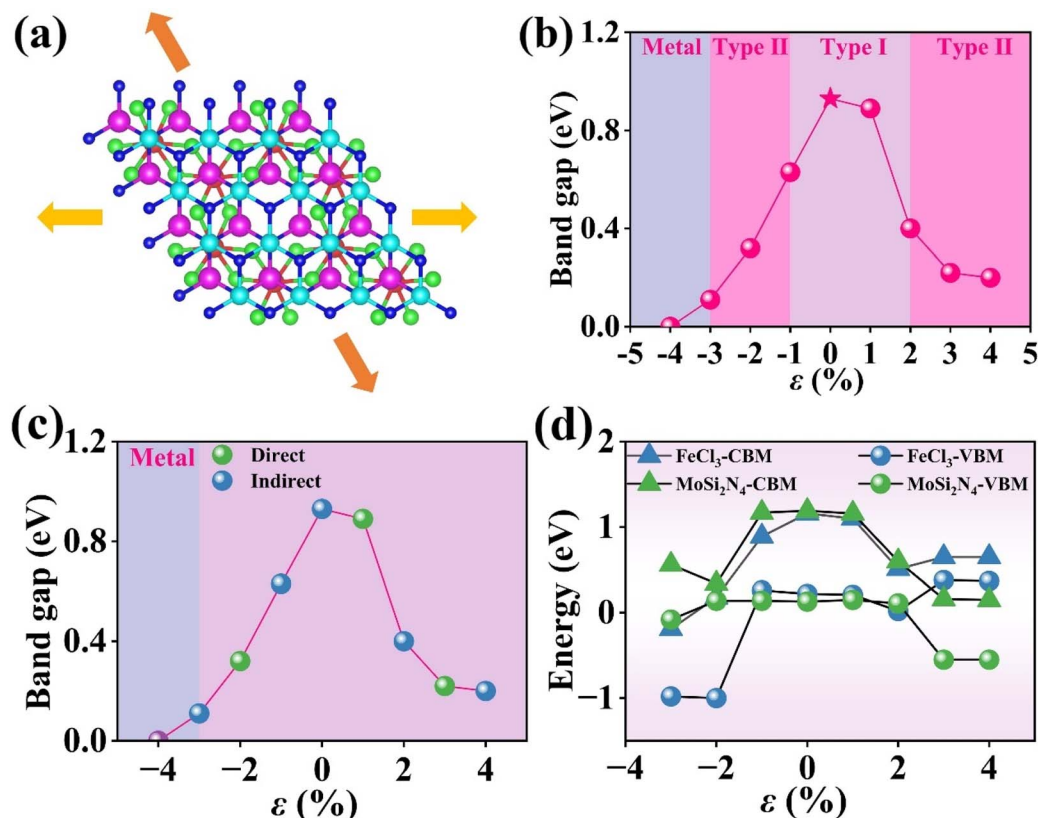 (a)
(b)
Metal Type II Type I Type II
1.2
0.8
0.4
0.0
Band gap (eV)
-5 -4 -3 -2 -1 0 1 2 3 4 5
ε (%)
(c)
Metal
Direct
Indirect
1.2
0.8
0.4
0.0
Band gap (eV)
−4 −2 0 2 4
ε (%)
(d)
FeCl₃-CBM FeCl₃-VBM
MoSi₂N₄-CBM MoSi₂N₄-VBM
2
1
0
−1
Energy (eV)
−4 −2 0 2 4
ε (%)